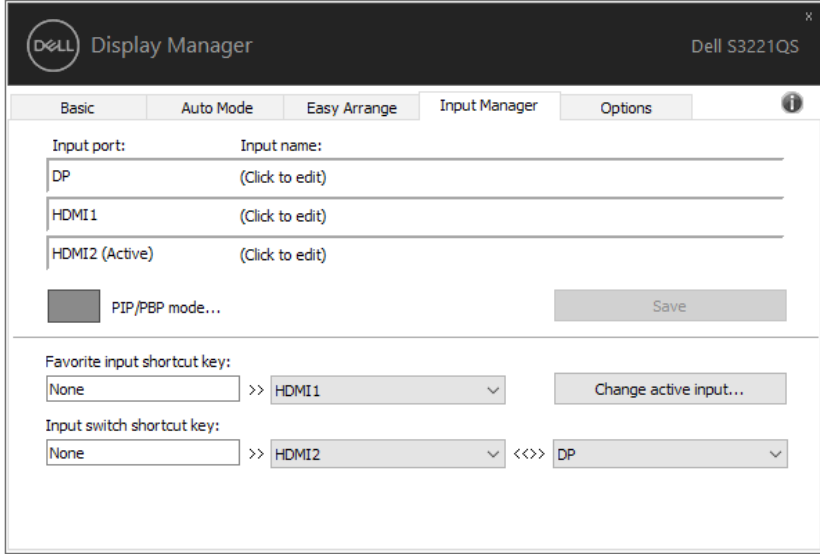 x
DELL Display Manager Dell S3221QS
Basic Auto Mode Easy Arrange Input Manager Options i
Input port: Input name:
DP (Click to edit)
HDMI1 (Click to edit)
HDMI2 (Active) (Click to edit)
PIP/PBP mode... Save
Favorite input shortcut key:
None >> HDMI1 Change active input...
Input switch shortcut key:
None >> HDMI2 <<>> DP